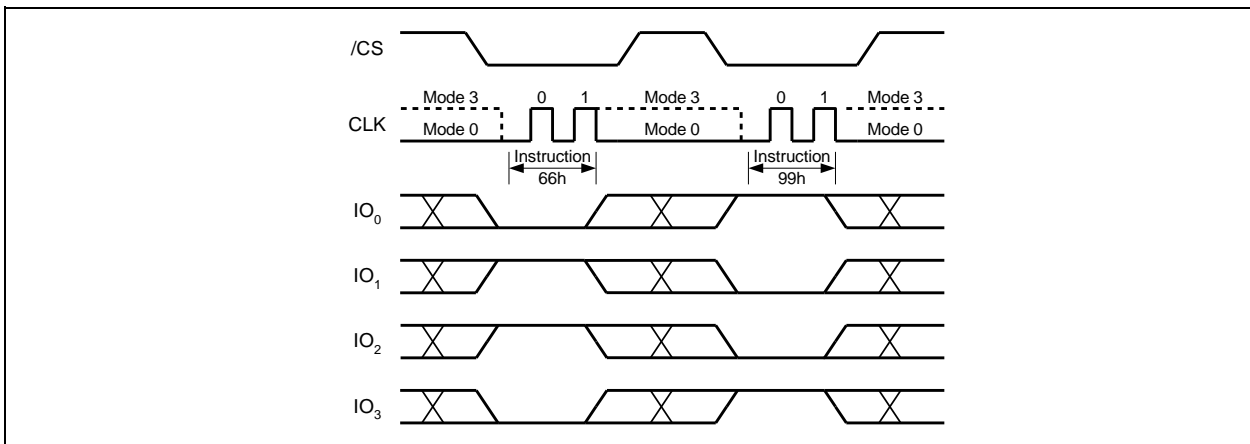 /CS
Mode 3 0 1 Mode 3 0 1 Mode 3
CLK
Mode 0 Mode 0 Mode 0
Instruction Instruction
66h 99h
IO0
IO1
IO2
IO3